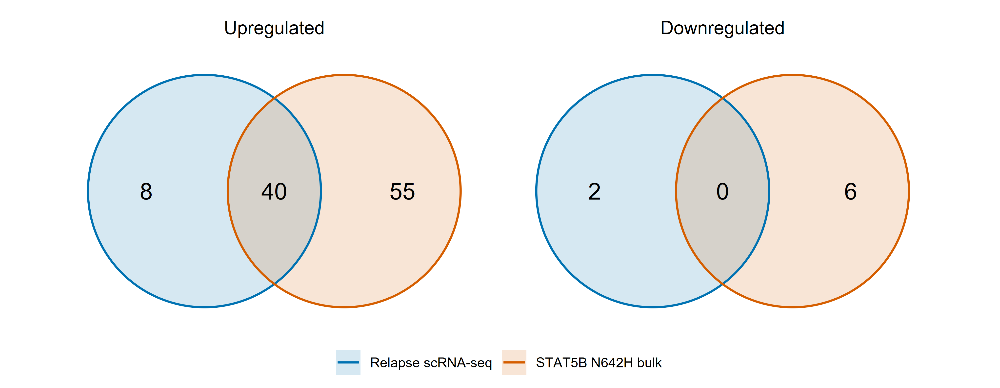 Upregulated
Downregulated
8
40
55
2
0
6
Relapse scRNA-seq
STAT5B N642H bulk